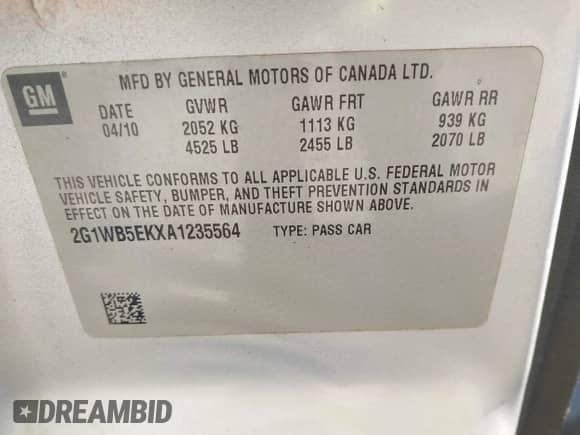 GM
MFD BY GENERAL MOTORS OF CANADA LTD.
DATE GVWR GAWR FRT GAWR RR
04/10 2052 KG 1113 KG 939 KG
4525 LB 2455 LB 2070 LB
THIS VEHICLE CONFORMS TO ALL APPLICABLE U.S. FEDERAL MOTOR
VEHICLE SAFETY, BUMPER, AND THEFT PREVENTION STANDARDS IN
EFFECT ON THE DATE OF MANUFACTURE SHOWN ABOVE.
2G1WB5EKXA1235564 TYPE: PASS CAR
DREAMBID